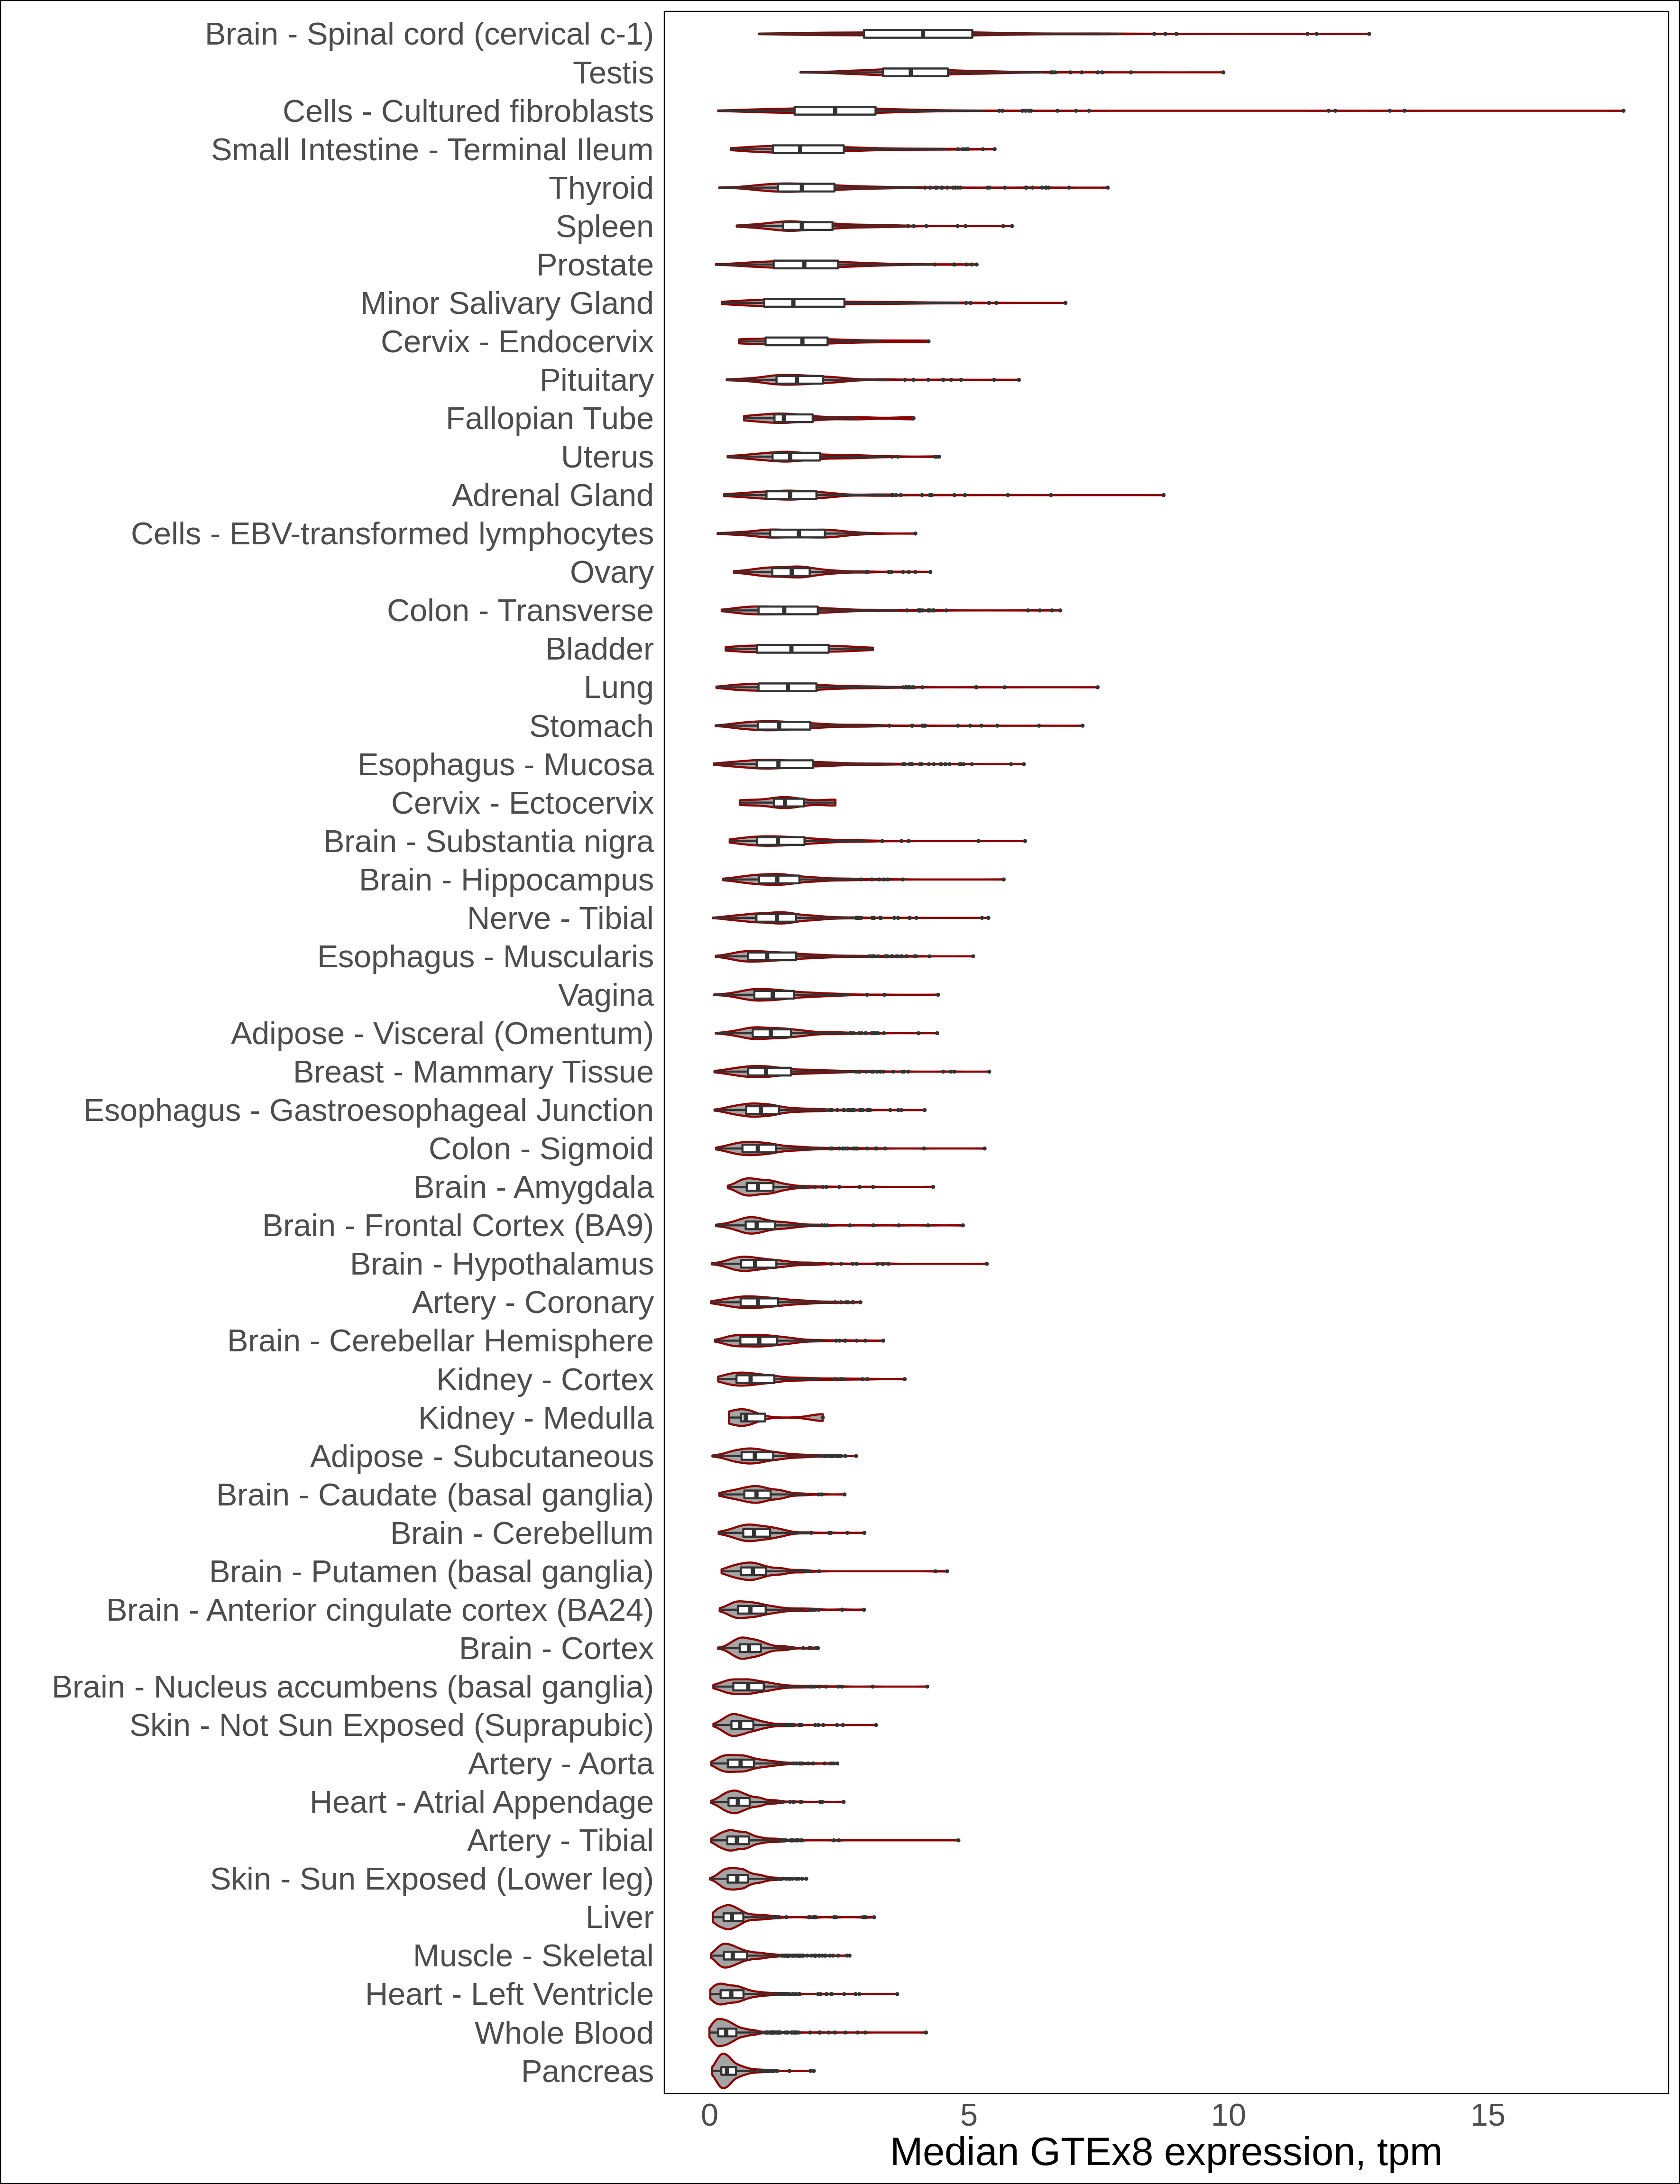 Brain - Spinal cord (cervical c-1)
Testis
Cells - Cultured fibroblasts
Small Intestine - Terminal Ileum
Thyroid
Spleen
Prostate
Minor Salivary Gland
Cervix - Endocervix
Pituitary
Fallopian Tube
Uterus
Adrenal Gland
Cells - EBV-transformed lymphocytes
Ovary
Colon - Transverse
Bladder
Lung
Stomach
Esophagus - Mucosa
Cervix - Ectocervix
Brain - Substantia nigra
Brain - Hippocampus
Nerve - Tibial
Esophagus - Muscularis
Vagina
Adipose - Visceral (Omentum)
Breast - Mammary Tissue
Esophagus - Gastroesophageal Junction
Colon - Sigmoid
Brain - Amygdala
Brain - Frontal Cortex (BA9)
Brain - Hypothalamus
Artery - Coronary
Brain - Cerebellar Hemisphere
Kidney - Cortex
Kidney - Medulla
Adipose - Subcutaneous
Brain - Caudate (basal ganglia)
Brain - Cerebellum
Brain - Putamen (basal ganglia)
Brain - Anterior cingulate cortex (BA24)
Brain - Cortex
Brain - Nucleus accumbens (basal ganglia)
Skin - Not Sun Exposed (Suprapubic)
Artery - Aorta
Heart - Atrial Appendage
Artery - Tibial
Skin - Sun Exposed (Lower leg)
Liver
Muscle - Skeletal
Heart - Left Ventricle
Whole Blood
Pancreas
0 5 10 15
Median GTEx8 expression, tpm